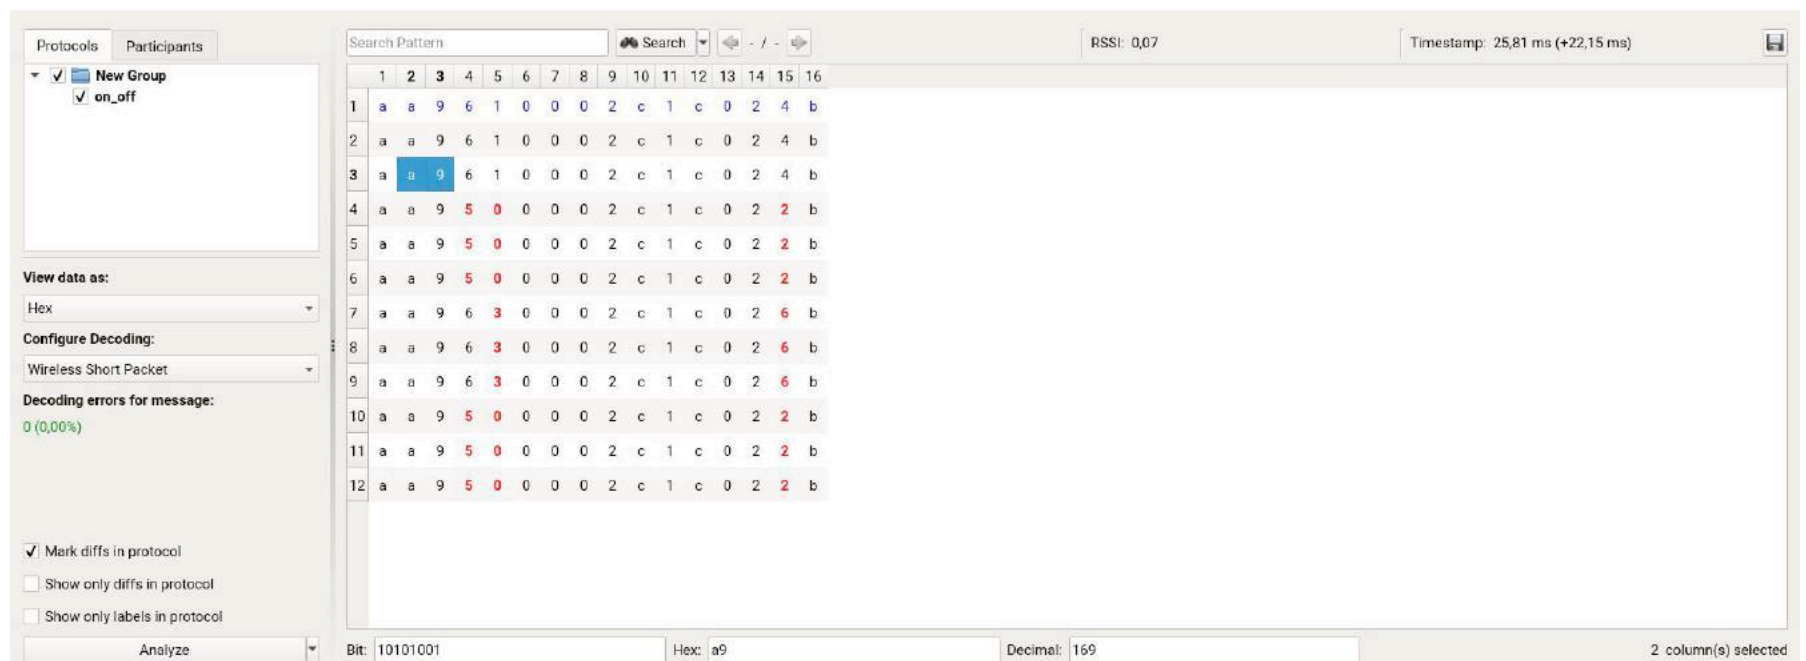 Protocols Participants
Search Pattern Search - / - RSSI: 0,07 Timestamp: 25,81 ms (+22,15 ms)
New Group
on_off
1 2 3 4 5 6 7 8 9 10 11 12 13 14 15 16
1 a a 9 6 1 0 0 0 2 c 1 c 0 2 4 b
2 a a 9 6 1 0 0 0 2 c 1 c 0 2 4 b
3 a a 9 6 1 0 0 0 2 c 1 c 0 2 4 b
4 a a 9 5 0 0 0 0 2 c 1 c 0 2 2 b
5 a a 9 5 0 0 0 0 2 c 1 c 0 2 2 b
6 a a 9 5 0 0 0 0 2 c 1 c 0 2 2 b
7 a a 9 6 3 0 0 0 2 c 1 c 0 2 6 b
8 a a 9 6 3 0 0 0 2 c 1 c 0 2 6 b
9 a a 9 6 3 0 0 0 2 c 1 c 0 2 6 b
10 a a 9 5 0 0 0 0 2 c 1 c 0 2 2 b
11 a a 9 5 0 0 0 0 2 c 1 c 0 2 2 b
12 a a 9 5 0 0 0 0 2 c 1 c 0 2 2 b
View data as:
Hex
Configure Decoding:
Wireless Short Packet
Decoding errors for message:
0 (0,00%)
Mark diffs in protocol
Show only diffs in protocol
Show only labels in protocol
Analyze
Bit: 10101001 Hex: a9 Decimal: 169 2 column(s) selected